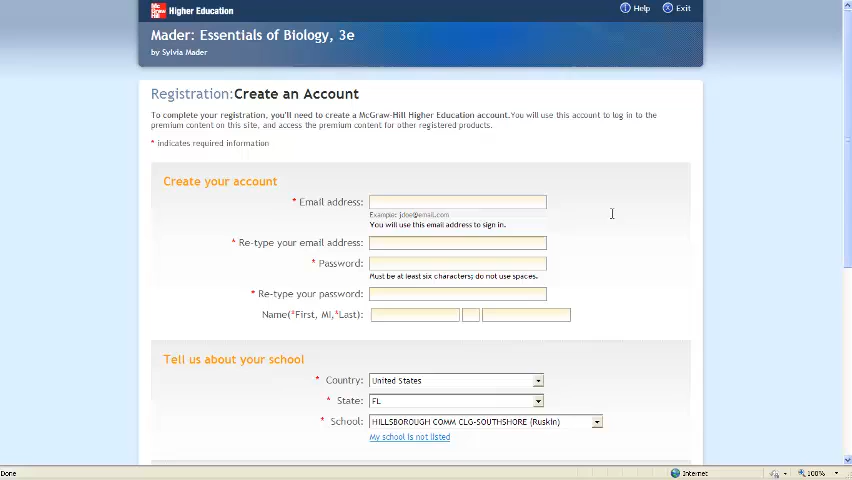 Mc Graw Hill Higher Education
Help Exit
Mader: Essentials of Biology, 3e
by Sylvia Mader
Registration:Create an Account
To complete your registration, you'll need to create a McGraw-Hill Higher Education account.You will use this account to log in to the
premium content on this site, and access the premium content for other registered products.
* indicates required information
Create your account
* Email address:
Example: jdoe@email.com
You will use this email address to sign in.
* Re-type your email address:
* Password:
Must be at least six characters; do not use spaces.
* Re-type your password:
Name(*First, MI,*Last):
Tell us about your school
* Country: United States
* State: FL
* School: HILLSBOROUGH COMM CLG-SOUTHSHORE (Ruskin)
My school is not listed
Done Internet 100%